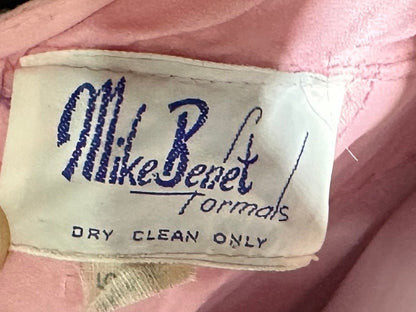 Mike Benet
Formals
DRY CLEAN ONLY